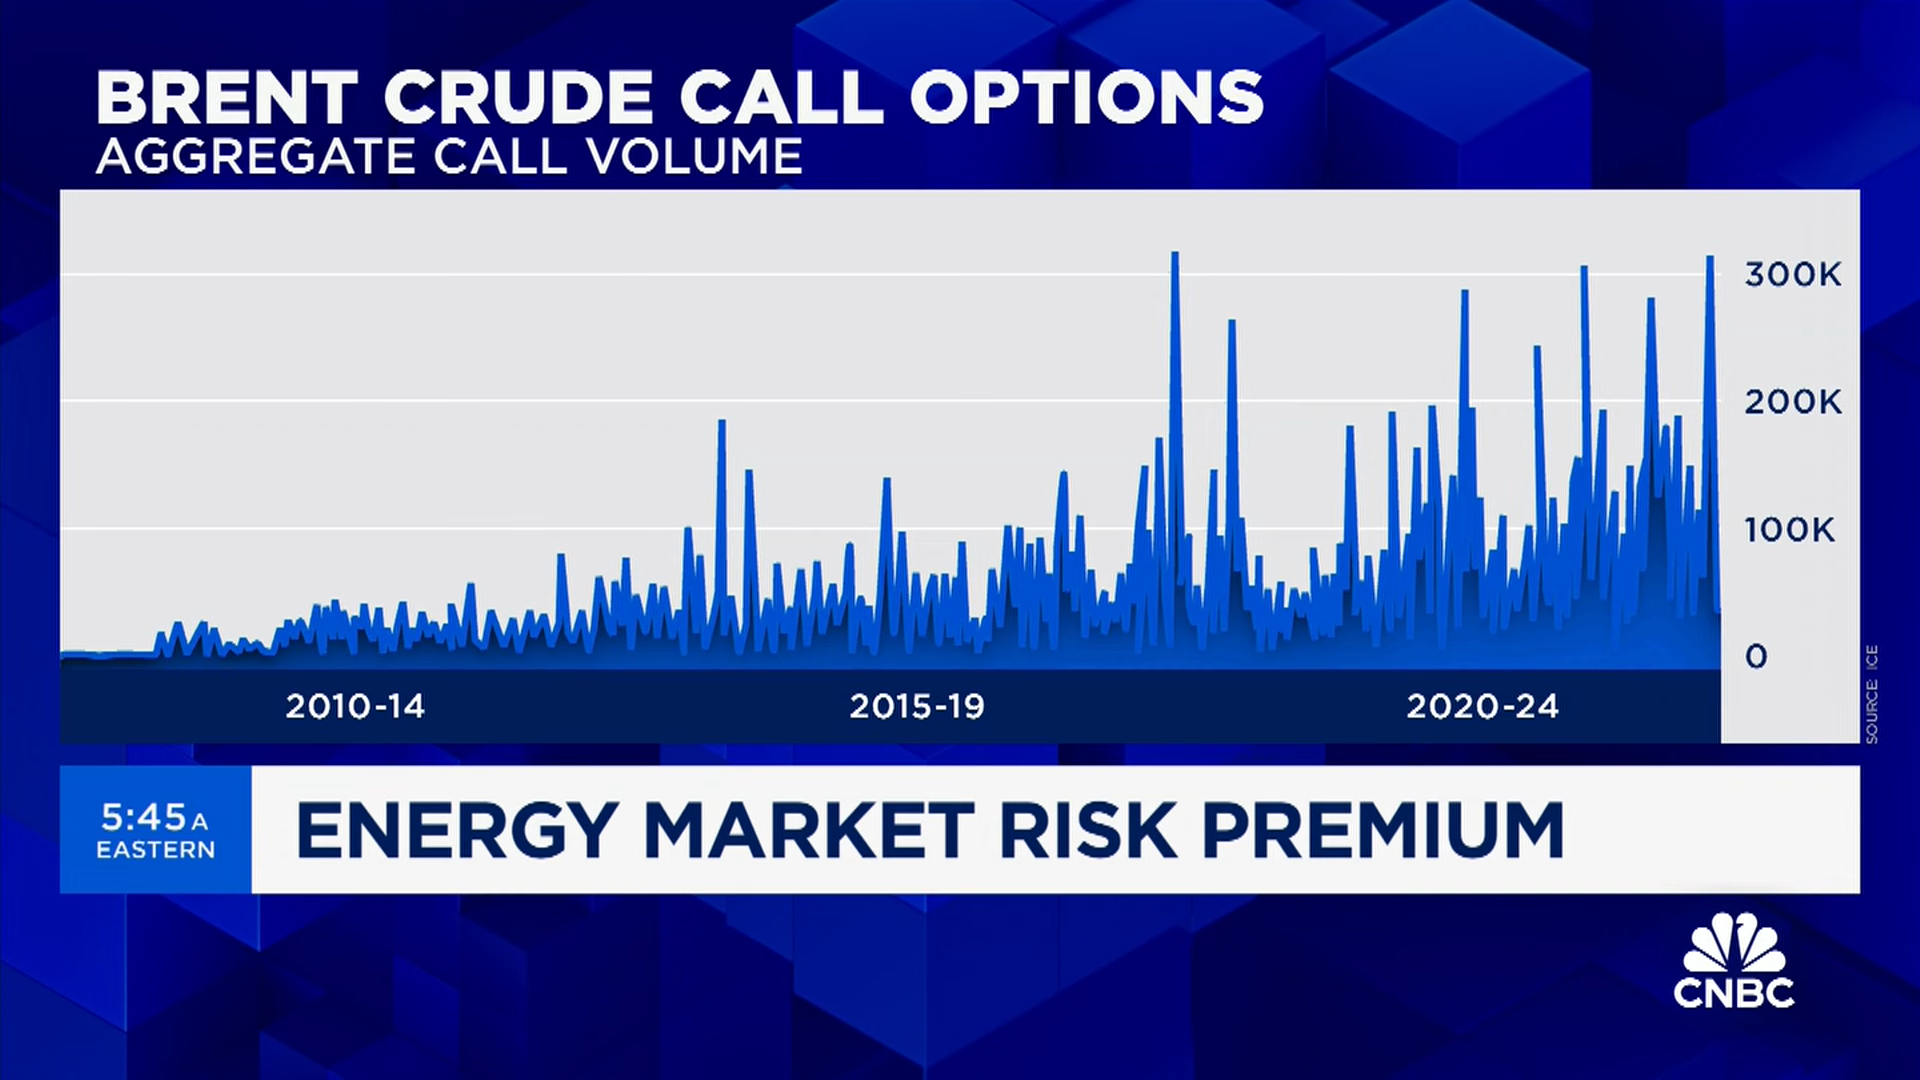 BRENT CRUDE CALL OPTIONS
AGGREGATE CALL VOLUME
300K
200K
100K
0
2010-14
2015-19
2020-24
SOURCE: ICE
5:45A
EASTERN
ENERGY MARKET RISK PREMIUM
CNBC